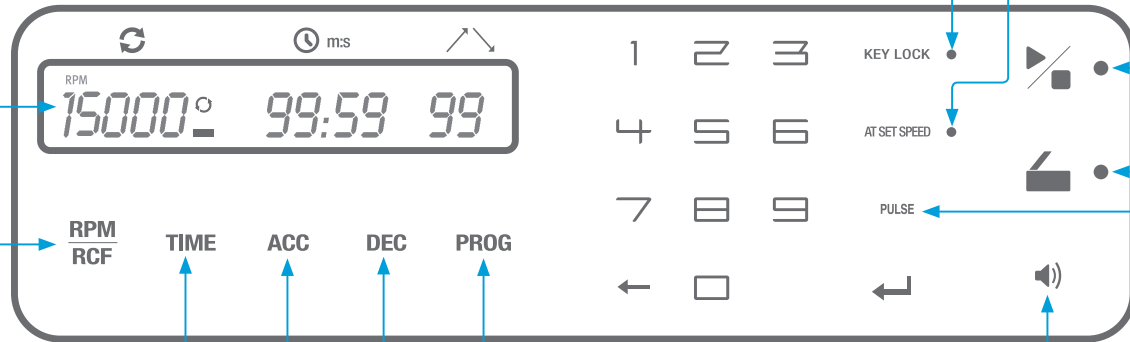 m:s
RPM
15000 99:59 99
1 2 3 KEY LOCK
4 5 6 AT SET SPEED
7 8 9 PULSE
RPM
RCF
TIME ACC DEC PROG
0